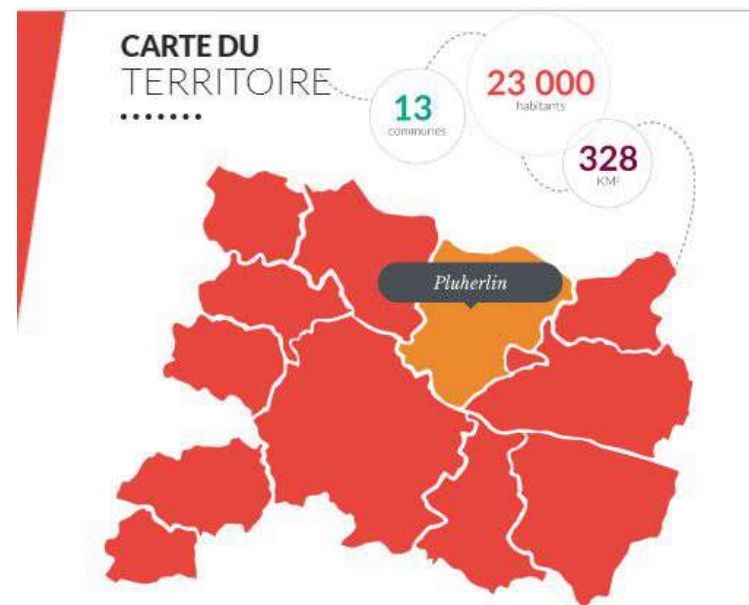 CARTE DU
TERRITOIRE
13
communes
23 000
habitants
328
KM²
Pluherlin